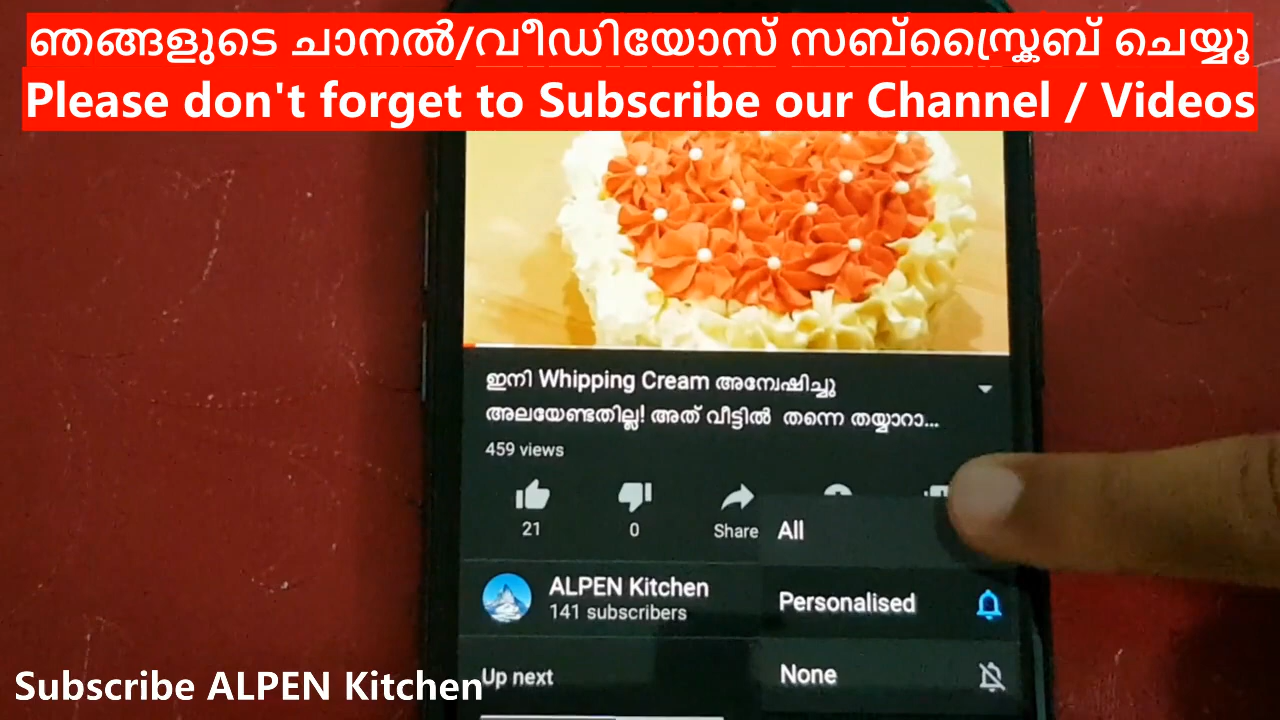 ഞങ്ങളുടെ ചാനൽ/വീഡിയോസ് സബ്സ്ക്രൈബ് ചെയ്യൂ
Please don't forget to Subscribe our Channel / Videos
ഇനി Whipping Cream അന്വേഷിച്ചു
അലയേണ്ടതില്ല! അത് വീട്ടിൽ തന്നെ തയ്യാറാ...
459 views
21
0
Share
All
ALPEN Kitchen
141 subscribers
Personalised
Up next
None
Subscribe ALPEN Kitchen